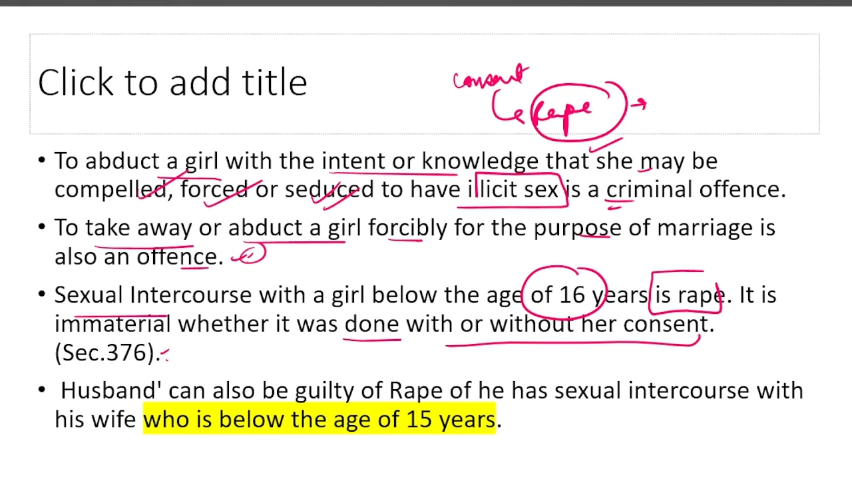 Click to add title
consent
Rape
• To abduct a girl with the intent or knowledge that she may be
compelled, forced or seduced to have illicit sex is a criminal offence.
• To take away or abduct a girl forcibly for the purpose of marriage is
also an offence.
• Sexual Intercourse with a girl below the age of 16 years is rape. It is
immaterial whether it was done with or without her consent.
(Sec.376).
• Husband' can also be guilty of Rape of he has sexual intercourse with
his wife who is below the age of 15 years.